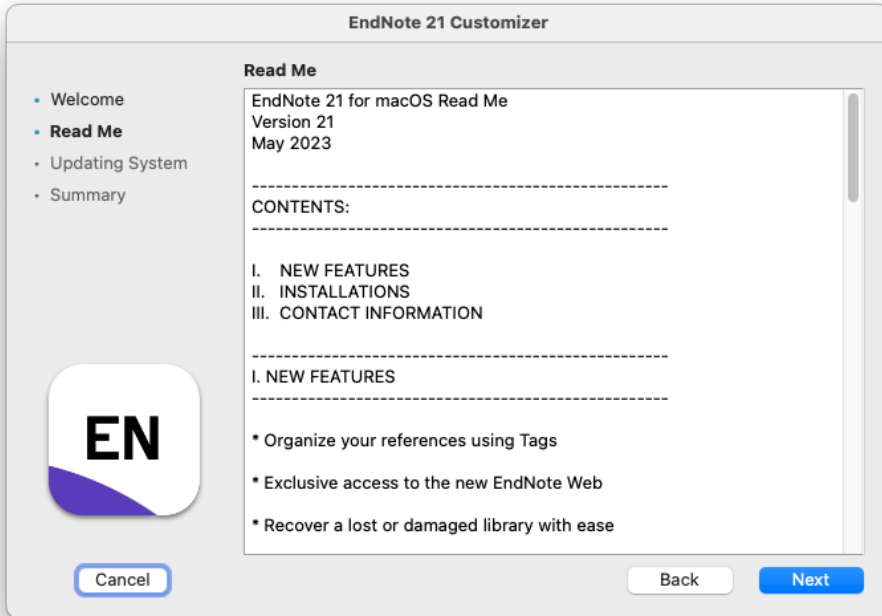 EndNote 21 Customizer
Read Me
• Welcome
• Read Me
• Updating System
• Summary
EndNote 21 for macOS Read Me
Version 21
May 2023
----------------------------------------------------
CONTENTS:
----------------------------------------------------
I. NEW FEATURES
II. INSTALLATIONS
III. CONTACT INFORMATION
----------------------------------------------------
I. NEW FEATURES
----------------------------------------------------
* Organize your references using Tags
* Exclusive access to the new EndNote Web
* Recover a lost or damaged library with ease
EN
Cancel
Back
Next